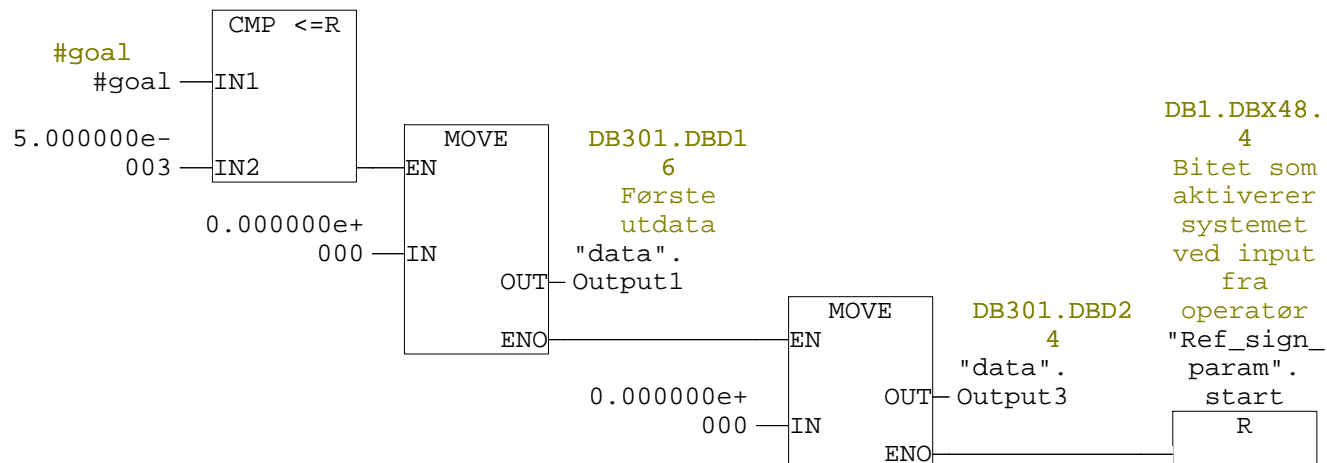 CMP <=R
#goal
#goal
IN1
5.000000e-
003
IN2
MOVE
EN
0.000000e+
000
IN
DB301.DBD1
6
Første
utdata
"data".
OUT
Output1
ENO
MOVE
EN
0.000000e+
000
IN
DB301.DBD2
4
"data".
OUT
Output3
ENO
DB1.DBX48.
4
Bitet som
aktiverer
systemet
ved input
fra
operatør
"Ref_sign_
param".
start
R